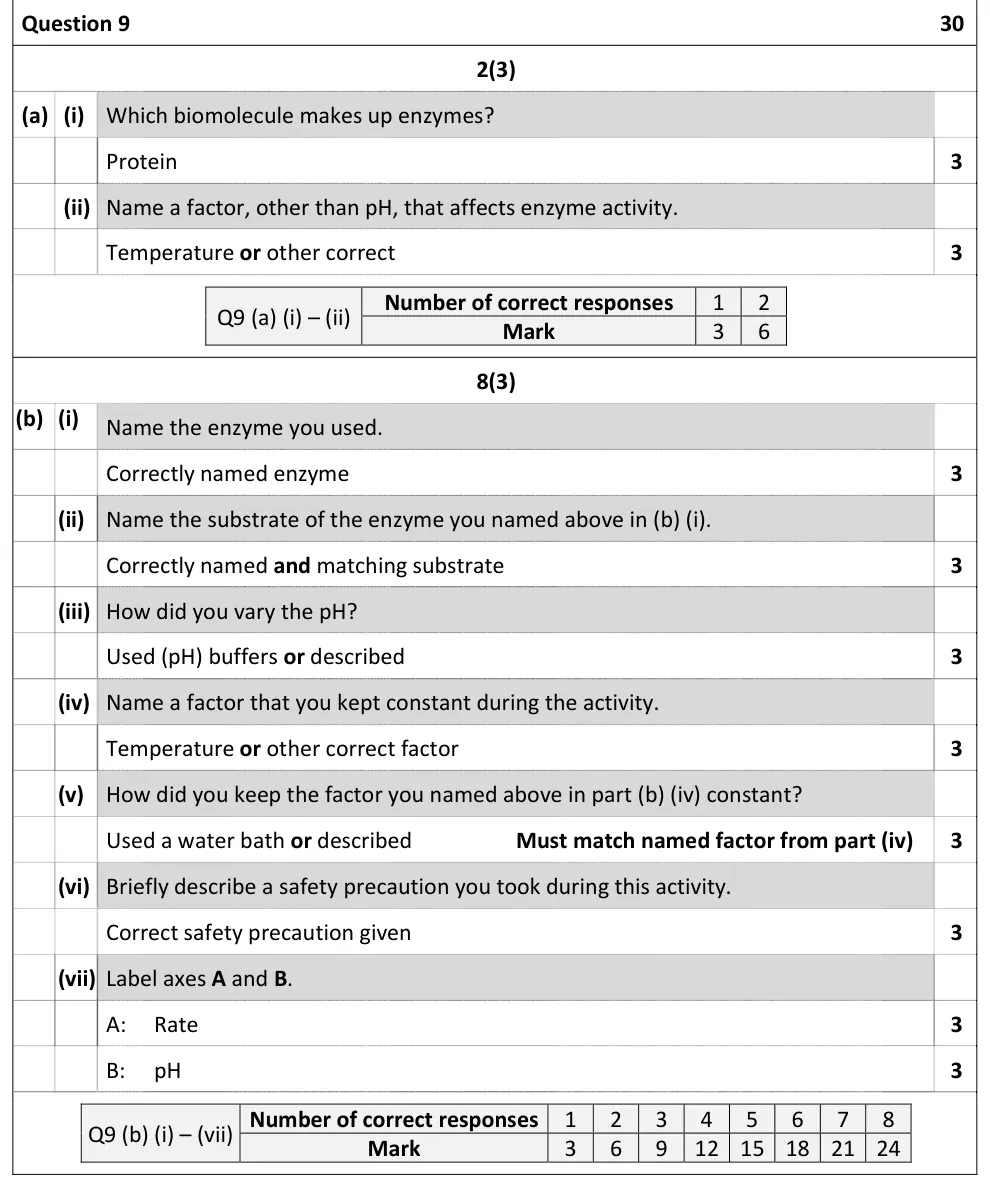 Question 9 30
2(3)
(a) (i) Which biomolecule makes up enzymes?
Protein 3
(ii) Name a factor, other than pH, that affects enzyme activity.
Temperature or other correct 3
Q9 (a) (i) – (ii) Number of correct responses 1 2
Mark 3 6
8(3)
(b) (i) Name the enzyme you used.
Correctly named enzyme 3
(ii) Name the substrate of the enzyme you named above in (b) (i).
Correctly named and matching substrate 3
(iii) How did you vary the pH?
Used (pH) buffers or described 3
(iv) Name a factor that you kept constant during the activity.
Temperature or other correct factor 3
(v) How did you keep the factor you named above in part (b) (iv) constant?
Used a water bath or described Must match named factor from part (iv) 3
(vi) Briefly describe a safety precaution you took during this activity.
Correct safety precaution given 3
(vii) Label axes A and B.
A: Rate 3
B: pH 3
Q9 (b) (i) – (vii) Number of correct responses 1 2 3 4 5 6 7 8
Mark 3 6 9 12 15 18 21 24